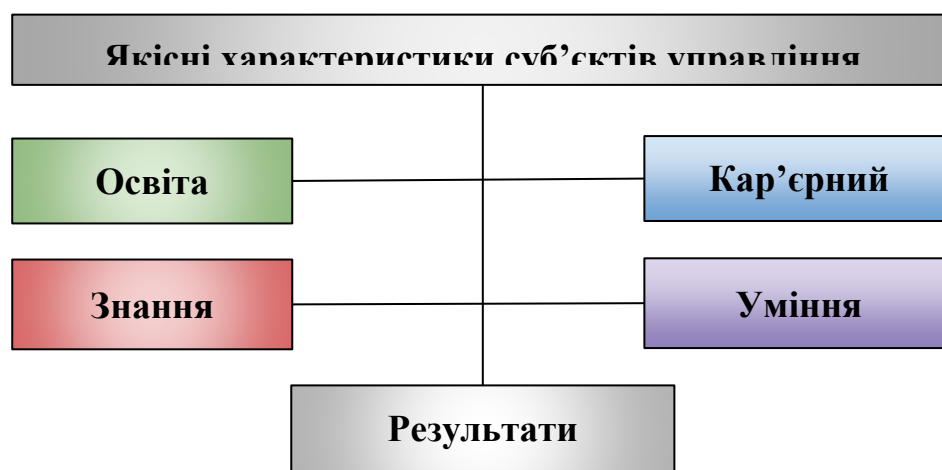 Якісні характеристики суб’єктів управління
Освіта
Кар’єрний
Знання
Уміння
Результати